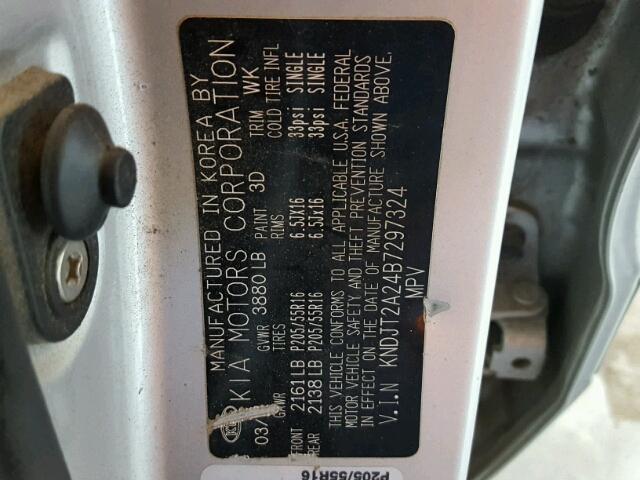 MANUFACTURED IN KOREA BY
KIA MOTORS CORPORATION
03/ GVWR 3880 LB PAINT 3D TRIM WK
GAWR TIRES RIMS COLD TIRE INFL
FRONT 2161 LB P205/55R16 6.5JX16 33psi SINGLE
REAR 2138 LB P205/55R16 6.5Jx16 33psi SINGLE
THIS VEHICLE CONFORMS TO ALL APPLICABLE U.S.A. FEDERAL
MOTOR VEHICLE SAFETY AND THEFT PREVENTION STANDARDS
IN EFFECT ON THE DATE OF MANUFACTURE SHOWN ABOVE.
V.I.N KNDJT2A24B7297324
MPV
P205/55R16